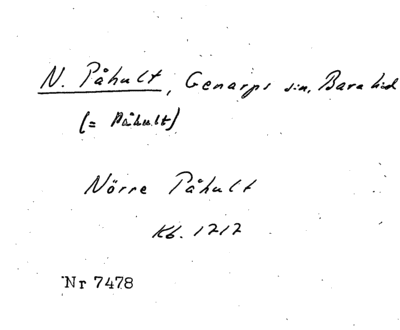 N. Påhult, Genarps sn, Bara hd
(= Påhult)
Nörre Påhult
Kb. 1717
Nr 7478